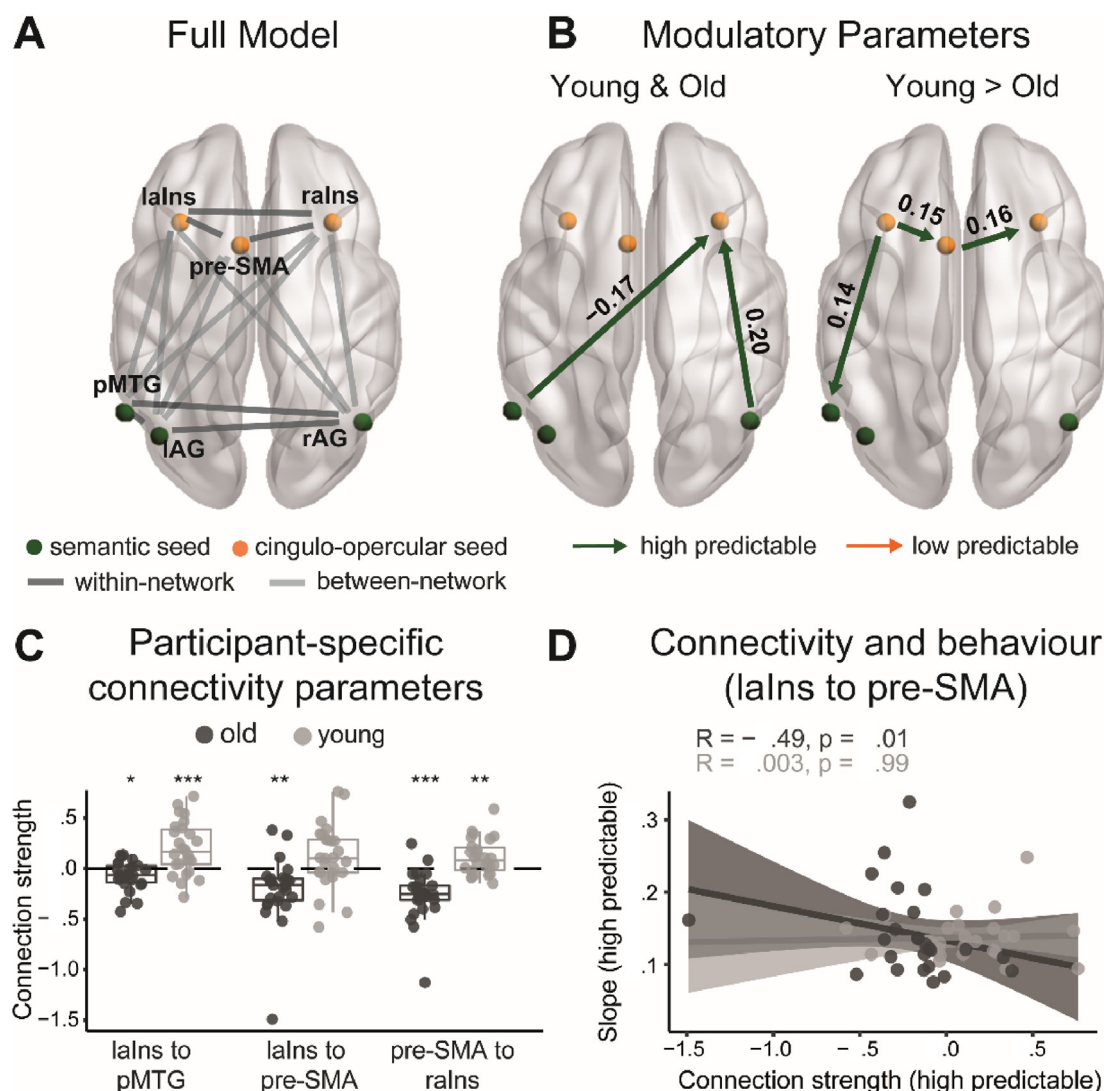 A Full Model
B Modulatory Parameters
Young & Old
Young > Old
laIns
raIns
pre-SMA
pMTG
lAG
rAG
−0.17
0.20
0.15
0.16
0.14
semantic seed
cingulo-opercular seed
within-network
between-network
high predictable
low predictable
C Participant-specific
connectivity parameters
old
young
* *** ** *** **
Connection strength
.5
.0
− .5
−1.0
−1.5
laIns to
pMTG
laIns to
pre-SMA
pre-SMA to
raIns
D Connectivity and behaviour
(laIns to pre-SMA)
R = − .49, p = .01
R = .003, p = .99
Slope (high predictable)
.3
.2
.1
−1.5
−1.0
− .5
.0
.5
Connection strength (high predictable)